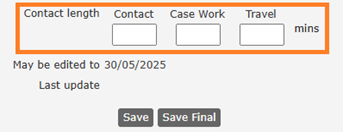 Contact length Contact Case Work Travel
mins
May be edited to 30/05/2025
Last update
Save Save Final